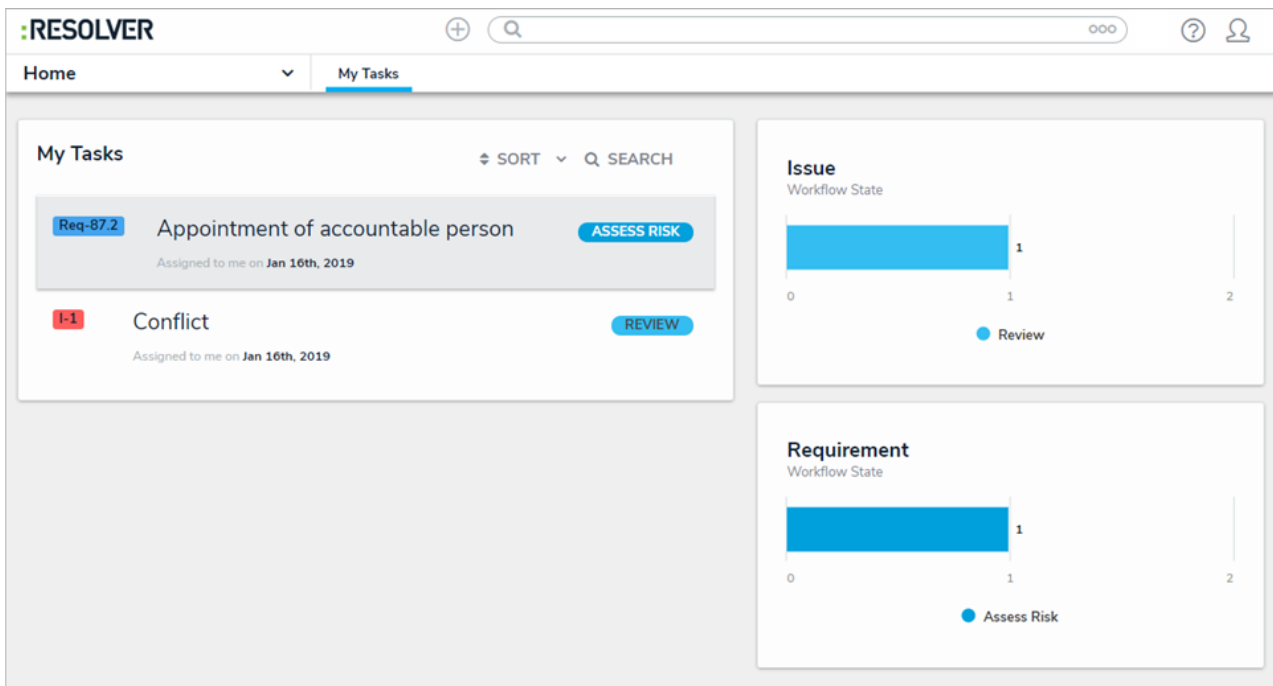 :RESOLVER
Home
My Tasks
My Tasks
SORT
SEARCH
Req-87.2
Appointment of accountable person
ASSESS RISK
Assigned to me on Jan 16th, 2019
I-1
Conflict
REVIEW
Assigned to me on Jan 16th, 2019
Issue
Workflow State
1
0 1 2
Review
Requirement
Workflow State
1
0 1 2
Assess Risk